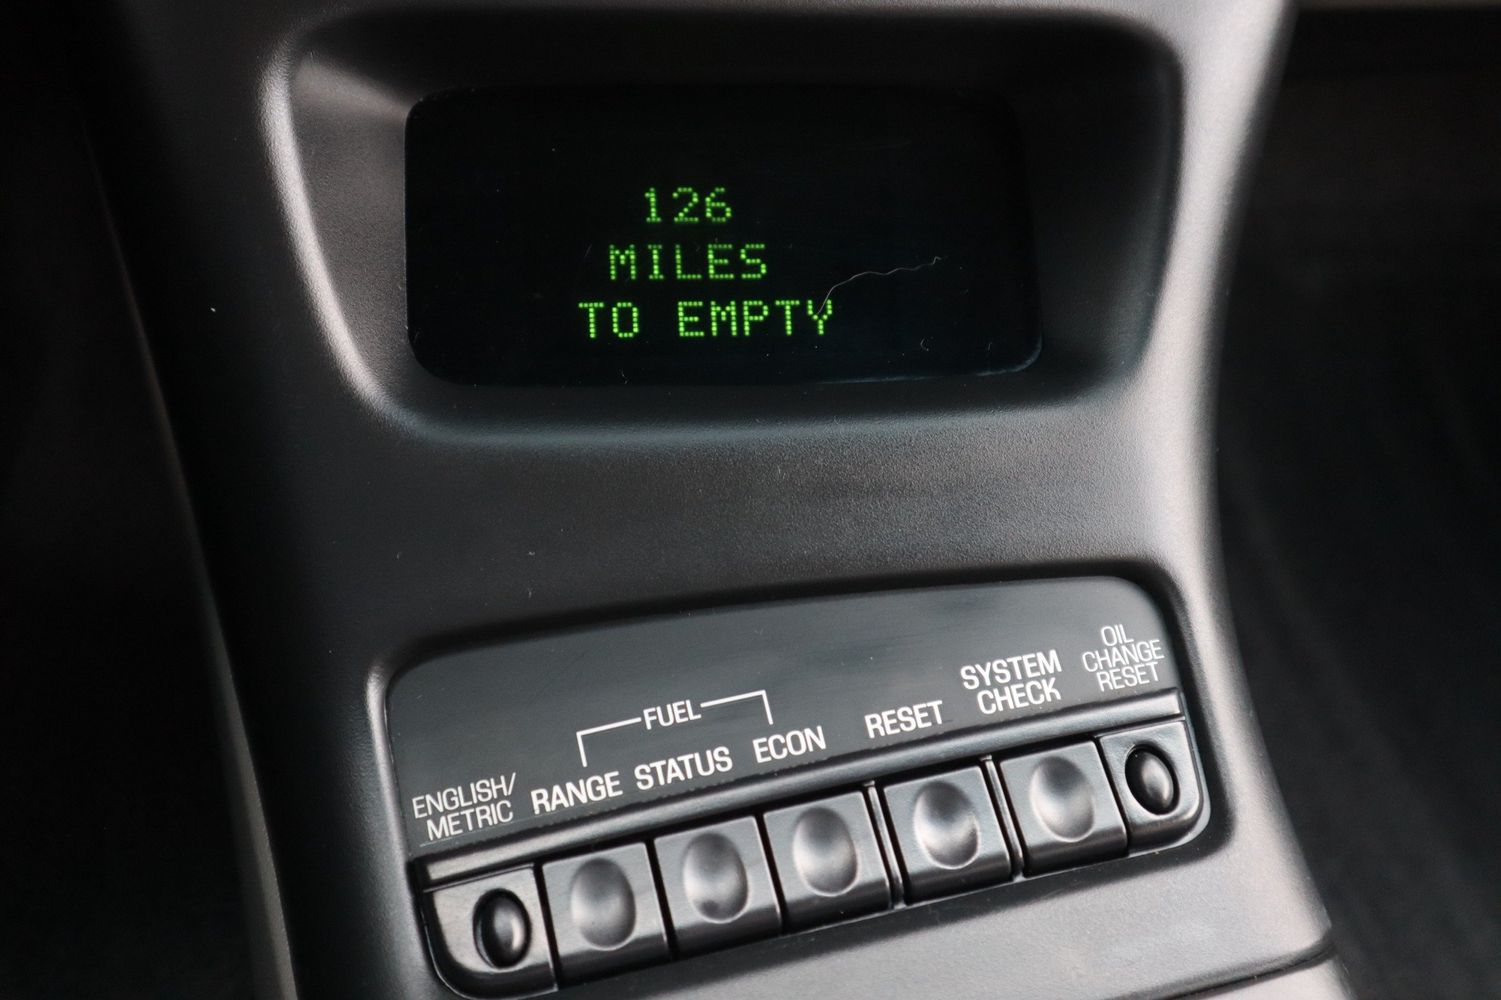 126
MILES
TO EMPTY
FUEL
ENGLISH/
METRIC
RANGE
STATUS
ECON
RESET
SYSTEM
CHECK
OIL
CHANGE
RESET